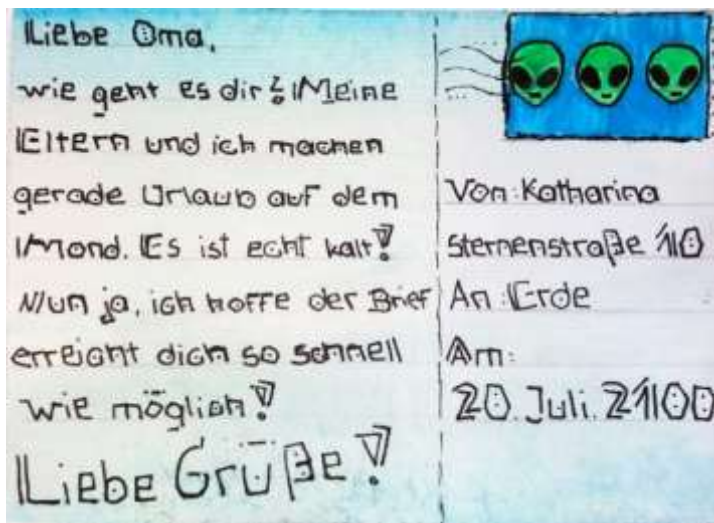 Liebe Oma,
wie geht es dir? Meine
Eltern und ich machen
gerade Urlaub auf dem
Mond. Es ist echt kalt!
Nun ja, ich hoffe der Brief
erreicht dich so schnell
wie möglich!
Liebe Grüße!
Von: Katharina
Sternenstraße 110
An: Erde
Am:
20. Juli. 2100